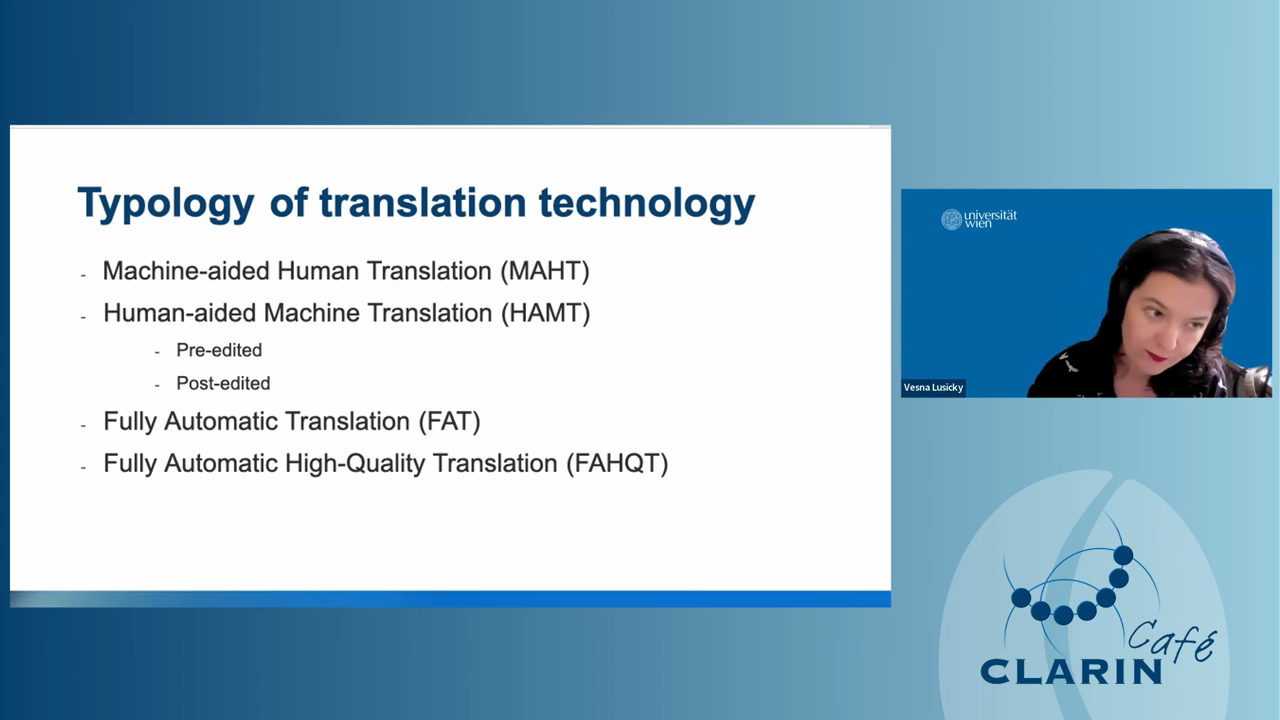 Typology of translation technology
- Machine-aided Human Translation (MAHT)
- Human-aided Machine Translation (HAMT)
- Pre-edited
- Post-edited
- Fully Automatic Translation (FAT)
- Fully Automatic High-Quality Translation (FAHQT)
universität
wien
Vesna Lusicky
Café
CLARIN